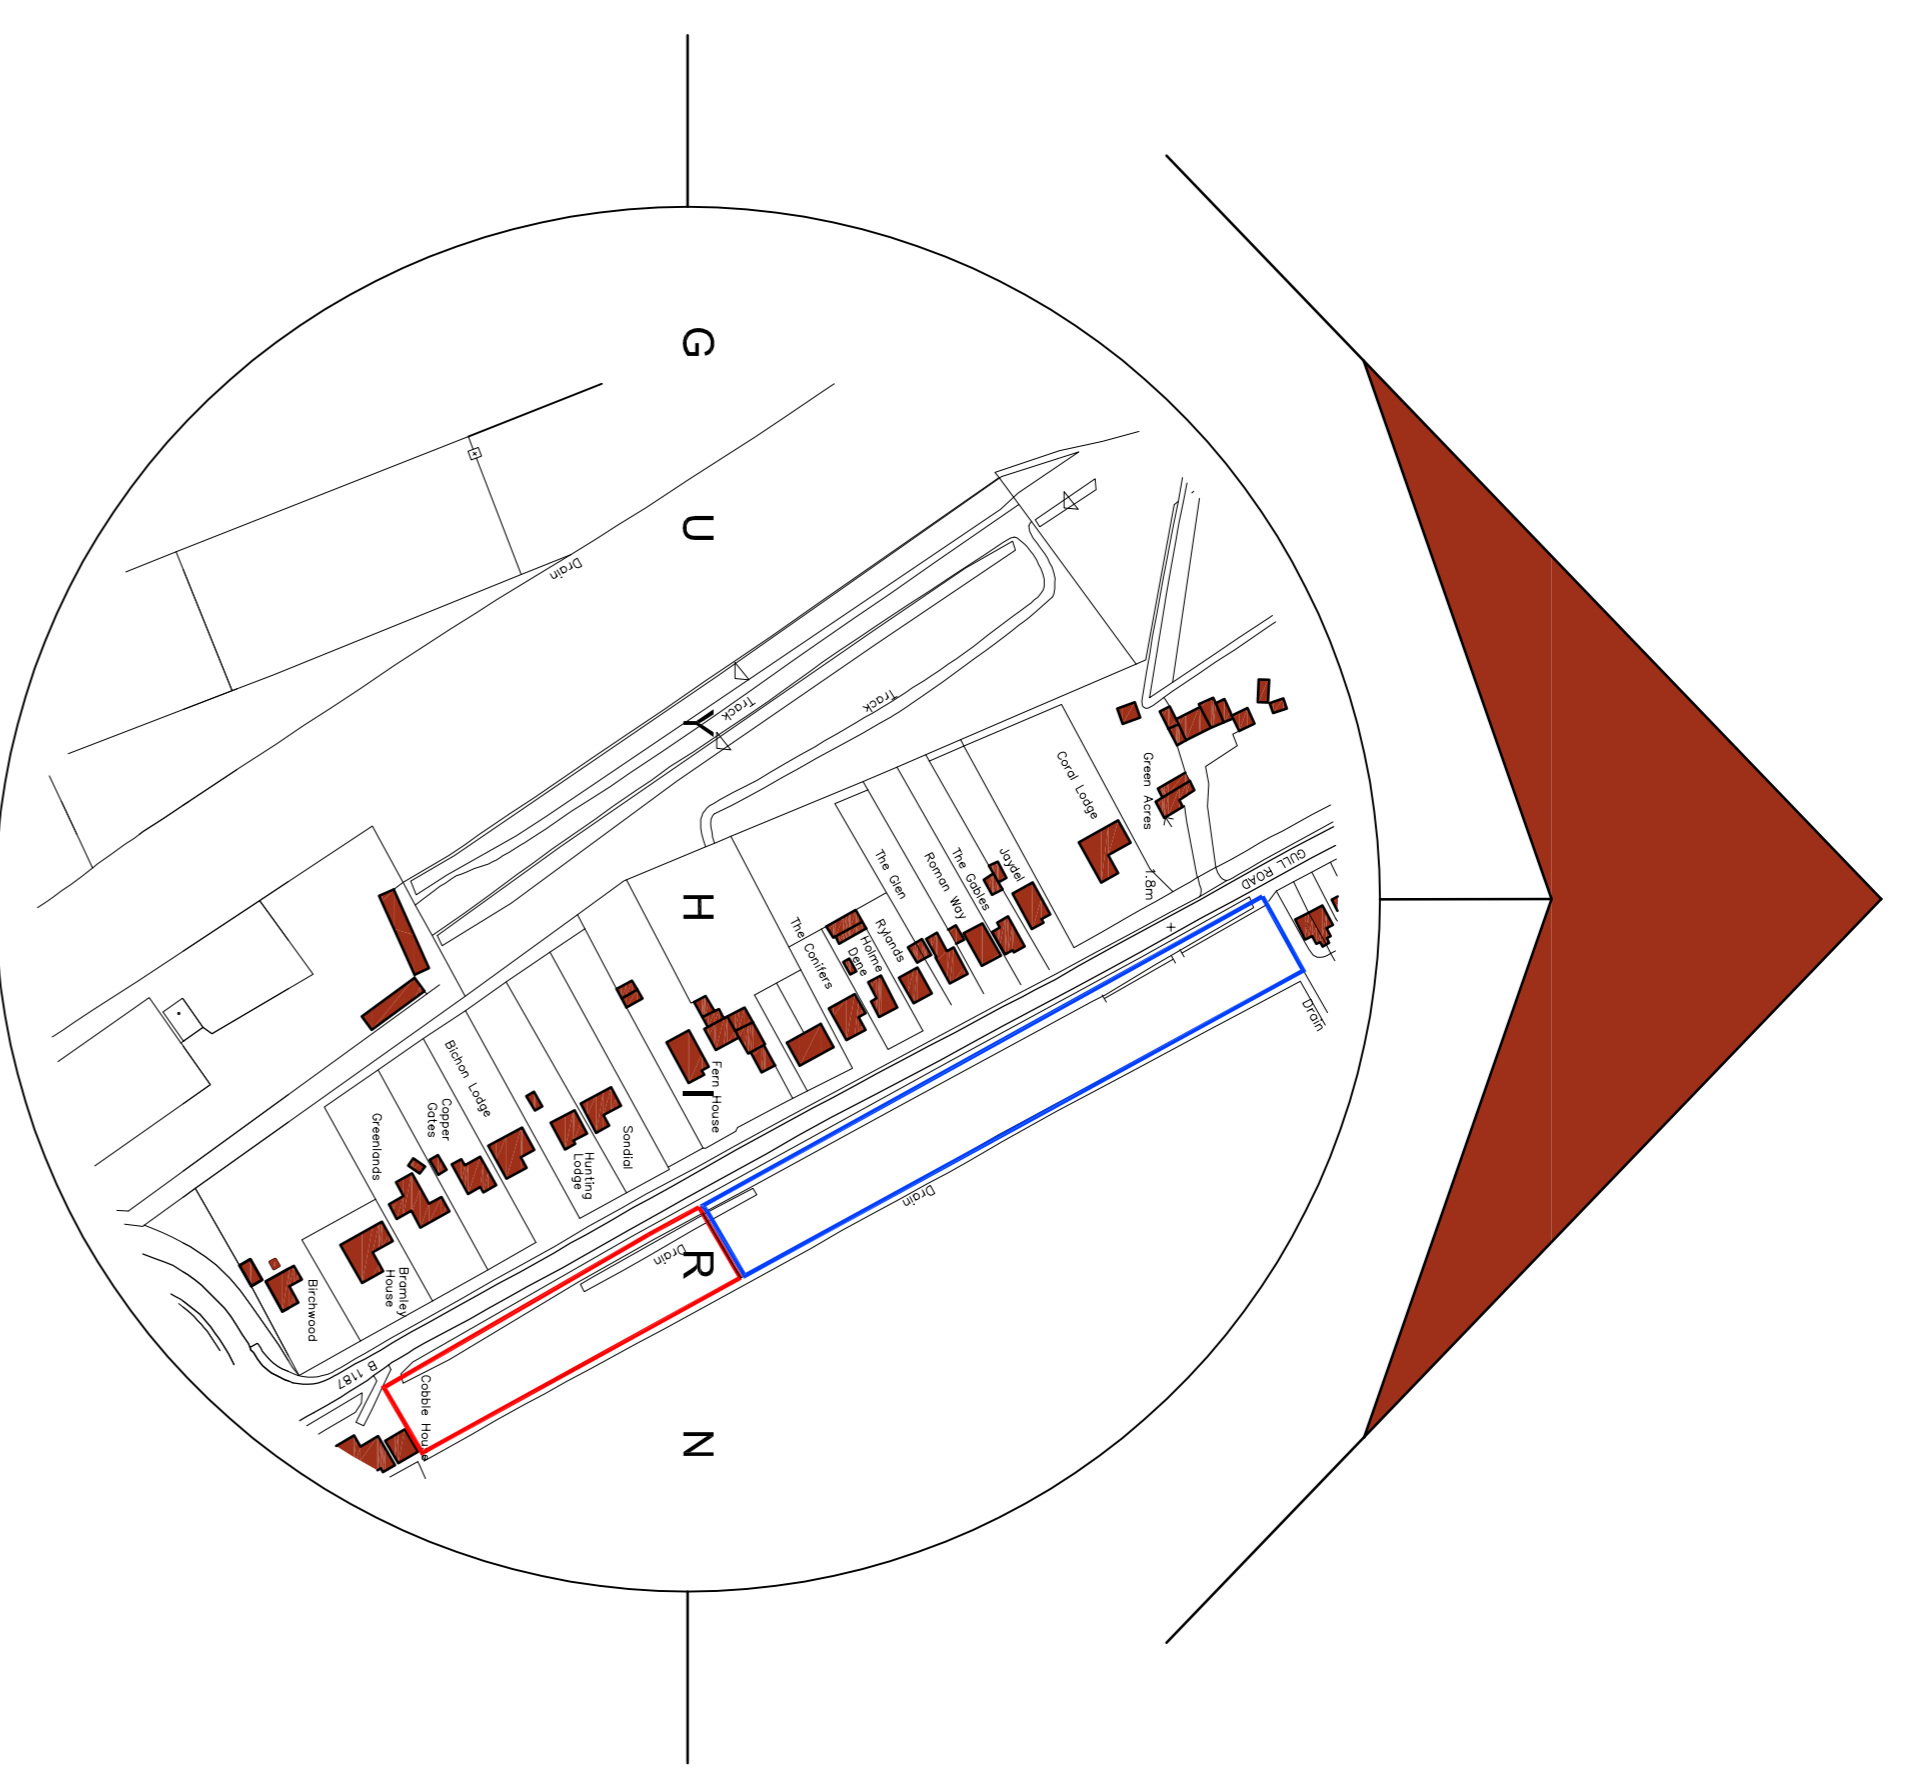 G
U
Y
H
I
R
N
Drain
Track
Track
Coral Lodge
Green Acres
1.8m
GULL ROAD
Jaydel
The Gables
Roman Way
The Glen
Rylands
Holme
Dene
The Conifers
Fern House
Sondial
Hunting
Lodge
Bichon Lodge
Copper
Gates
Greenlands
Bramley
House
Birchwood
B 1187
Cobble House
Drain
Drain
Drain